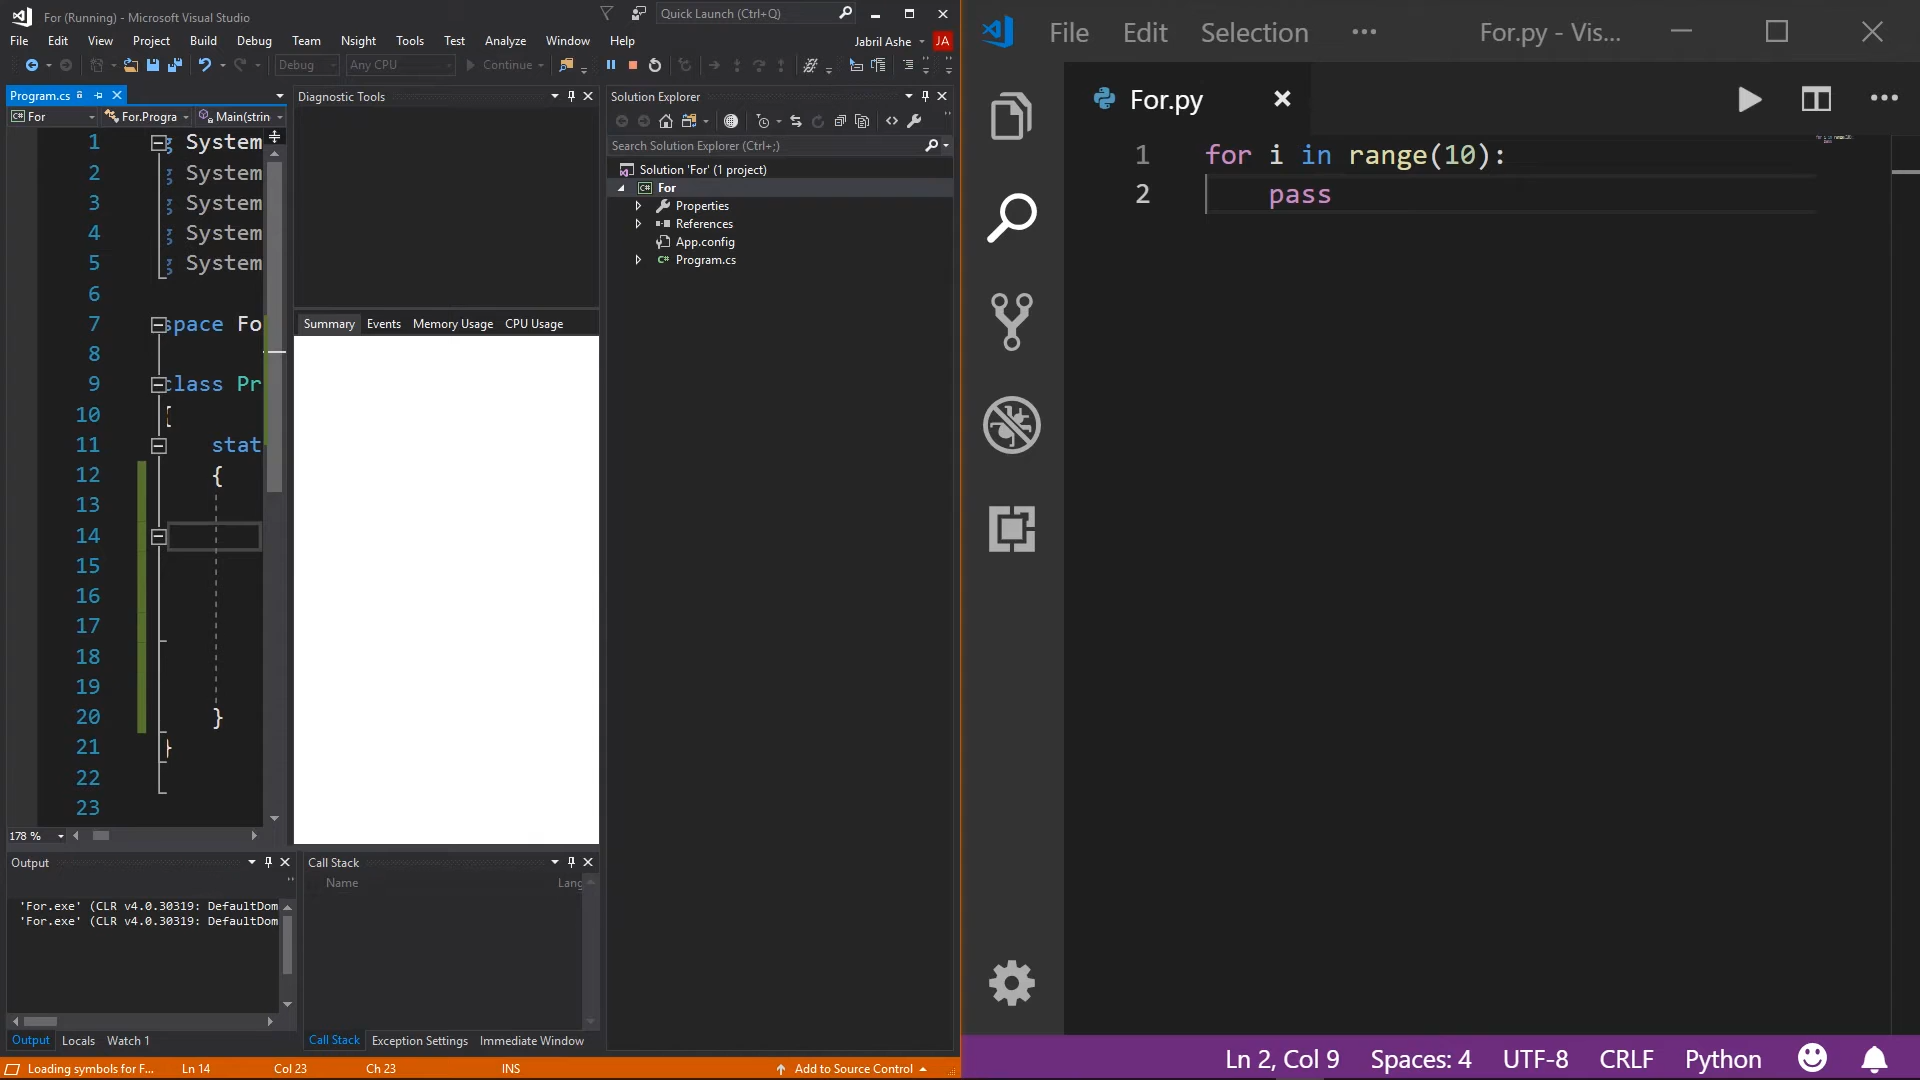 For (Running) - Microsoft Visual Studio
Quick Launch (Ctrl+Q)
File Edit View Project Build Debug Team Nsight Tools Test Analyze Window Help
Jabril Ashe JA
Debug Any CPU Continue
Program.cs
For For.Progra Main(strin
1 System
2 System
3 System
4 System
5 System
6
7 space Fo
8
9 class Pr
10 {
11 stat
12 {
13
14
15
16
17
18
19
20 }
21 }
22
23
178 %
Diagnostic Tools
Summary Events Memory Usage CPU Usage
Solution Explorer
Search Solution Explorer (Ctrl+;)
Solution 'For' (1 project)
C# For
Properties
References
App.config
C# Program.cs
Output
'For.exe' (CLR v4.0.30319: DefaultDom
'For.exe' (CLR v4.0.30319: DefaultDom
Output Locals Watch 1
Call Stack
Name Lang
Call Stack Exception Settings Immediate Window
Loading symbols for F... Ln 14 Col 23 Ch 23 INS Add to Source Control
File Edit Selection ... For.py - Vis...
For.py
1 for i in range(10):
2 pass
Ln 2, Col 9 Spaces: 4 UTF-8 CRLF Python